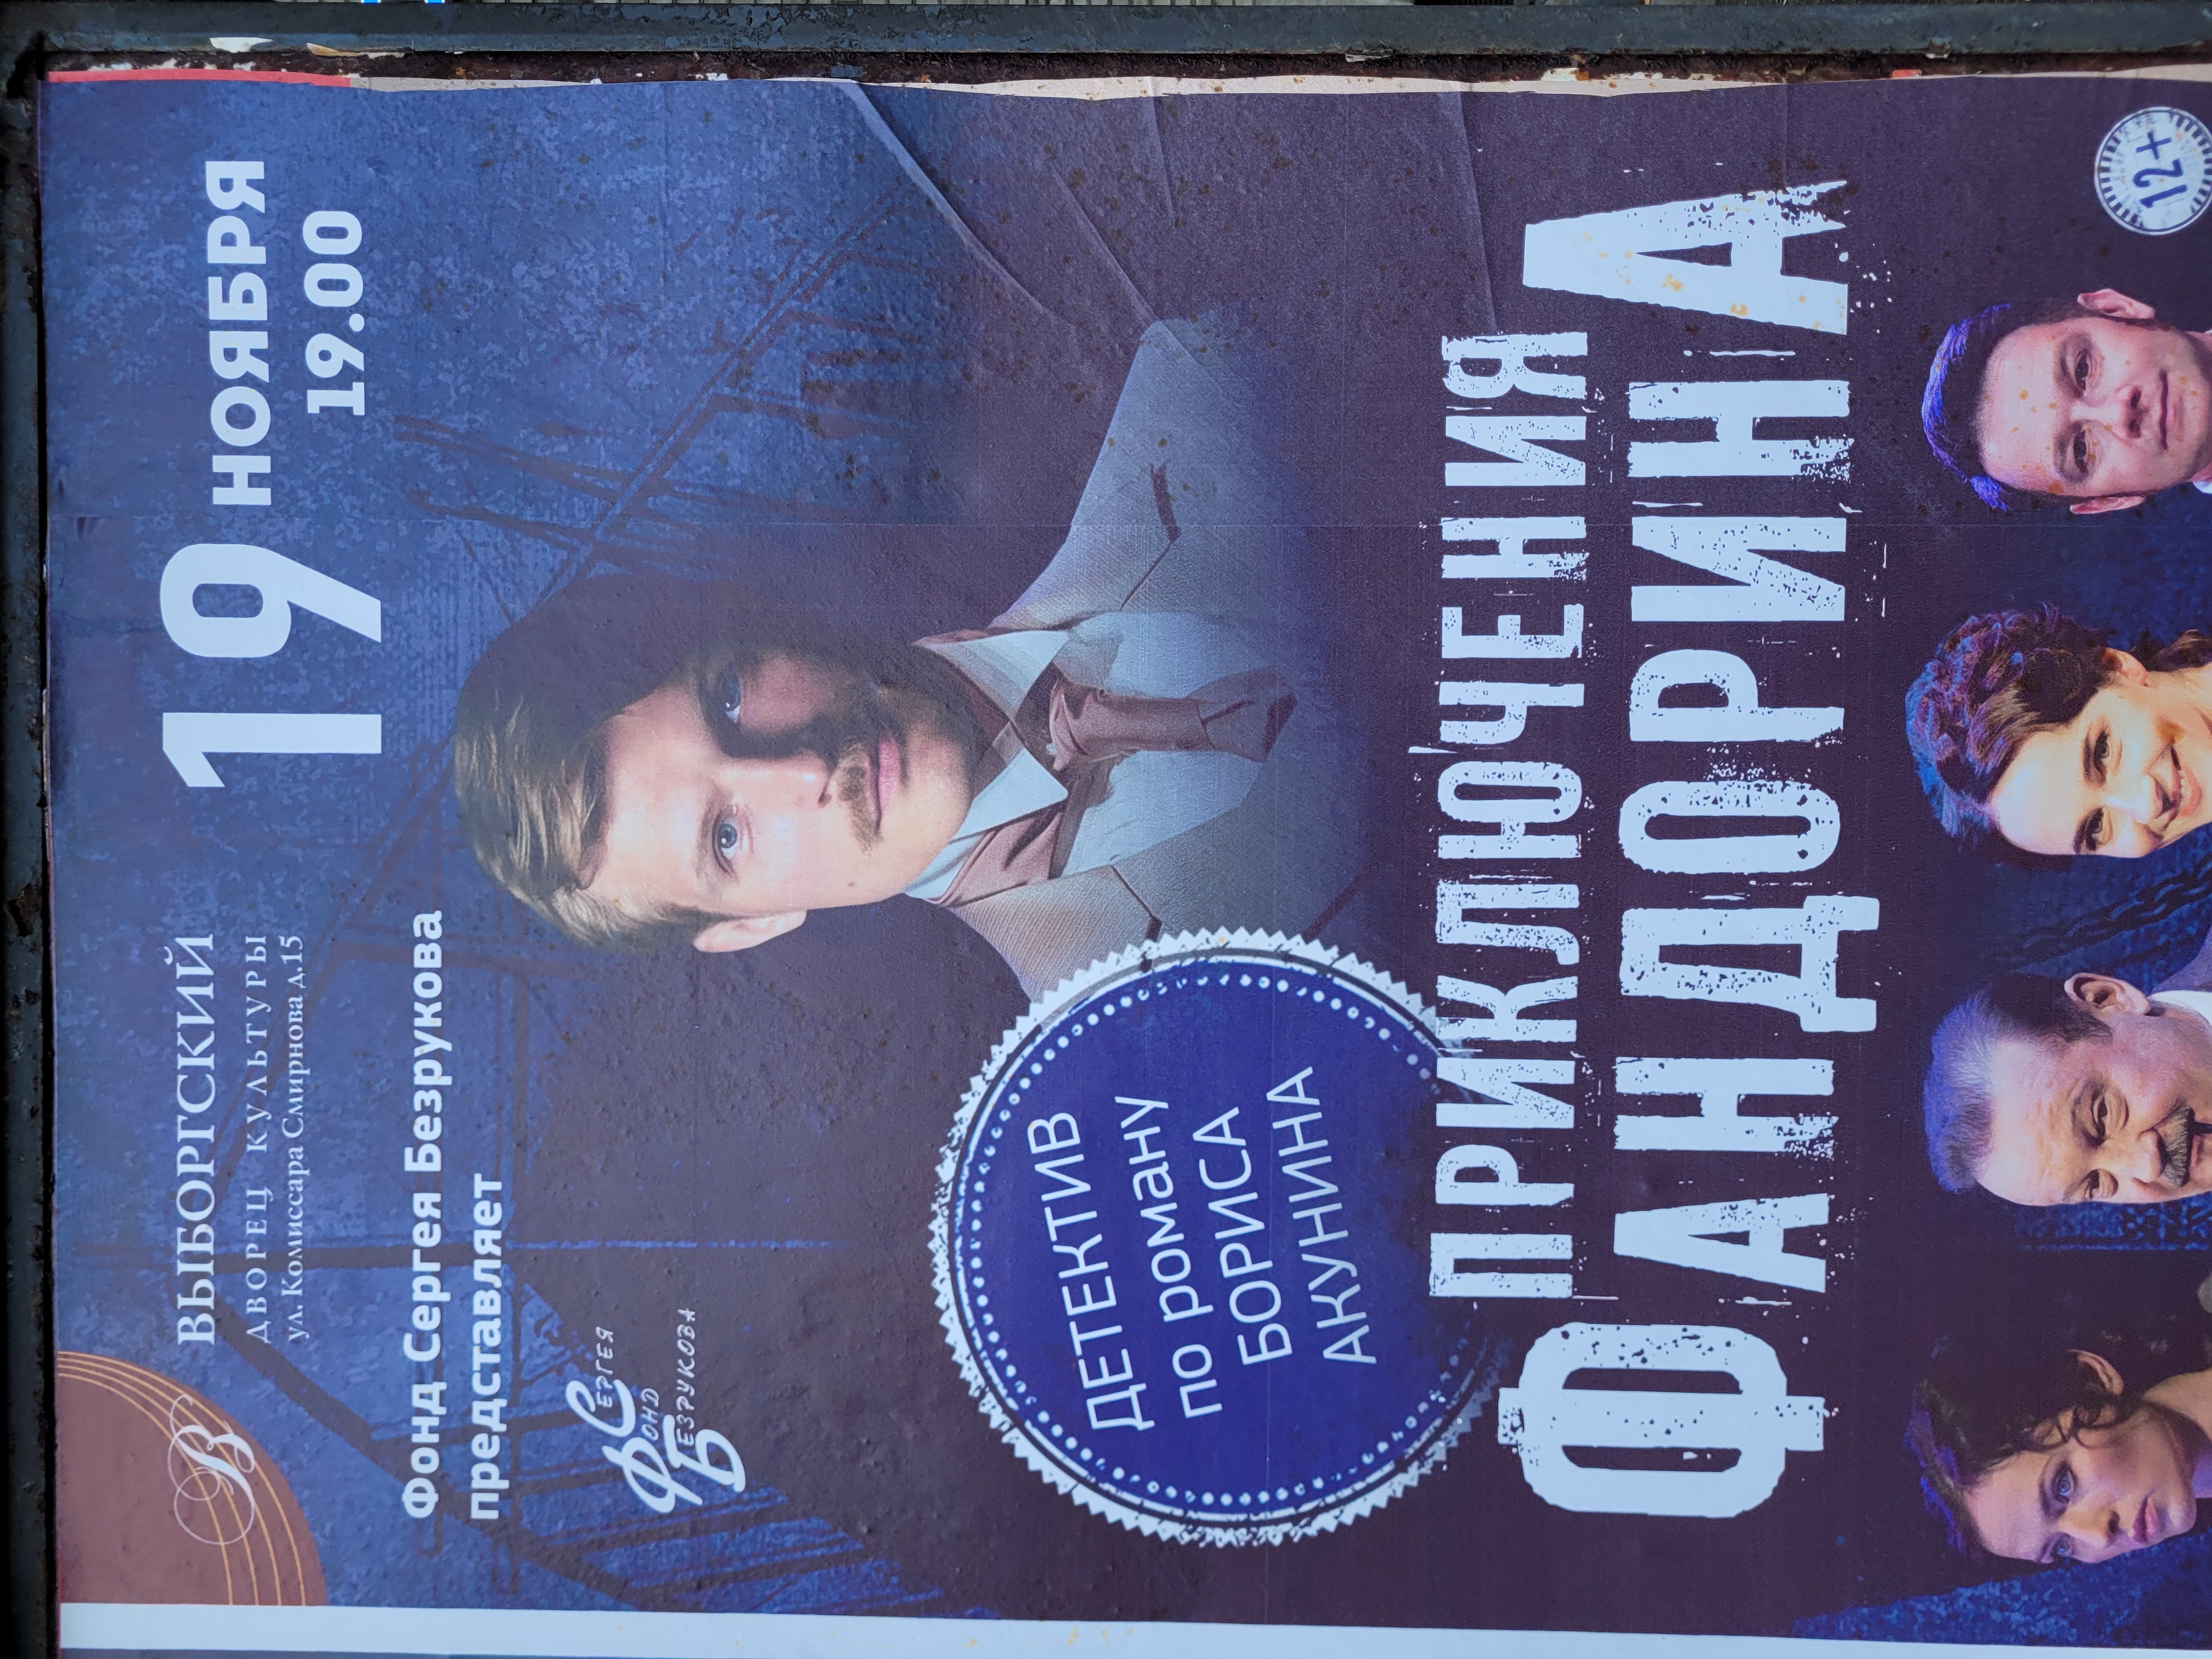 ВЫБОРГСКИЙ
ДВОРЕЦ КУЛЬТУРЫ
ул. Комиссара Смирнова д.15
19 НОЯБРЯ
19.00
В
Фонд Сергея Безрукова
представляет
ФОНД
СЕРГЕЯ
БЕЗРУКОВА
ДЕТЕКТИВ
по роману
БОРИСА
АКУНИНА
ПРИКЛЮЧЕНИЯ
ФАНДОРИНА
12+